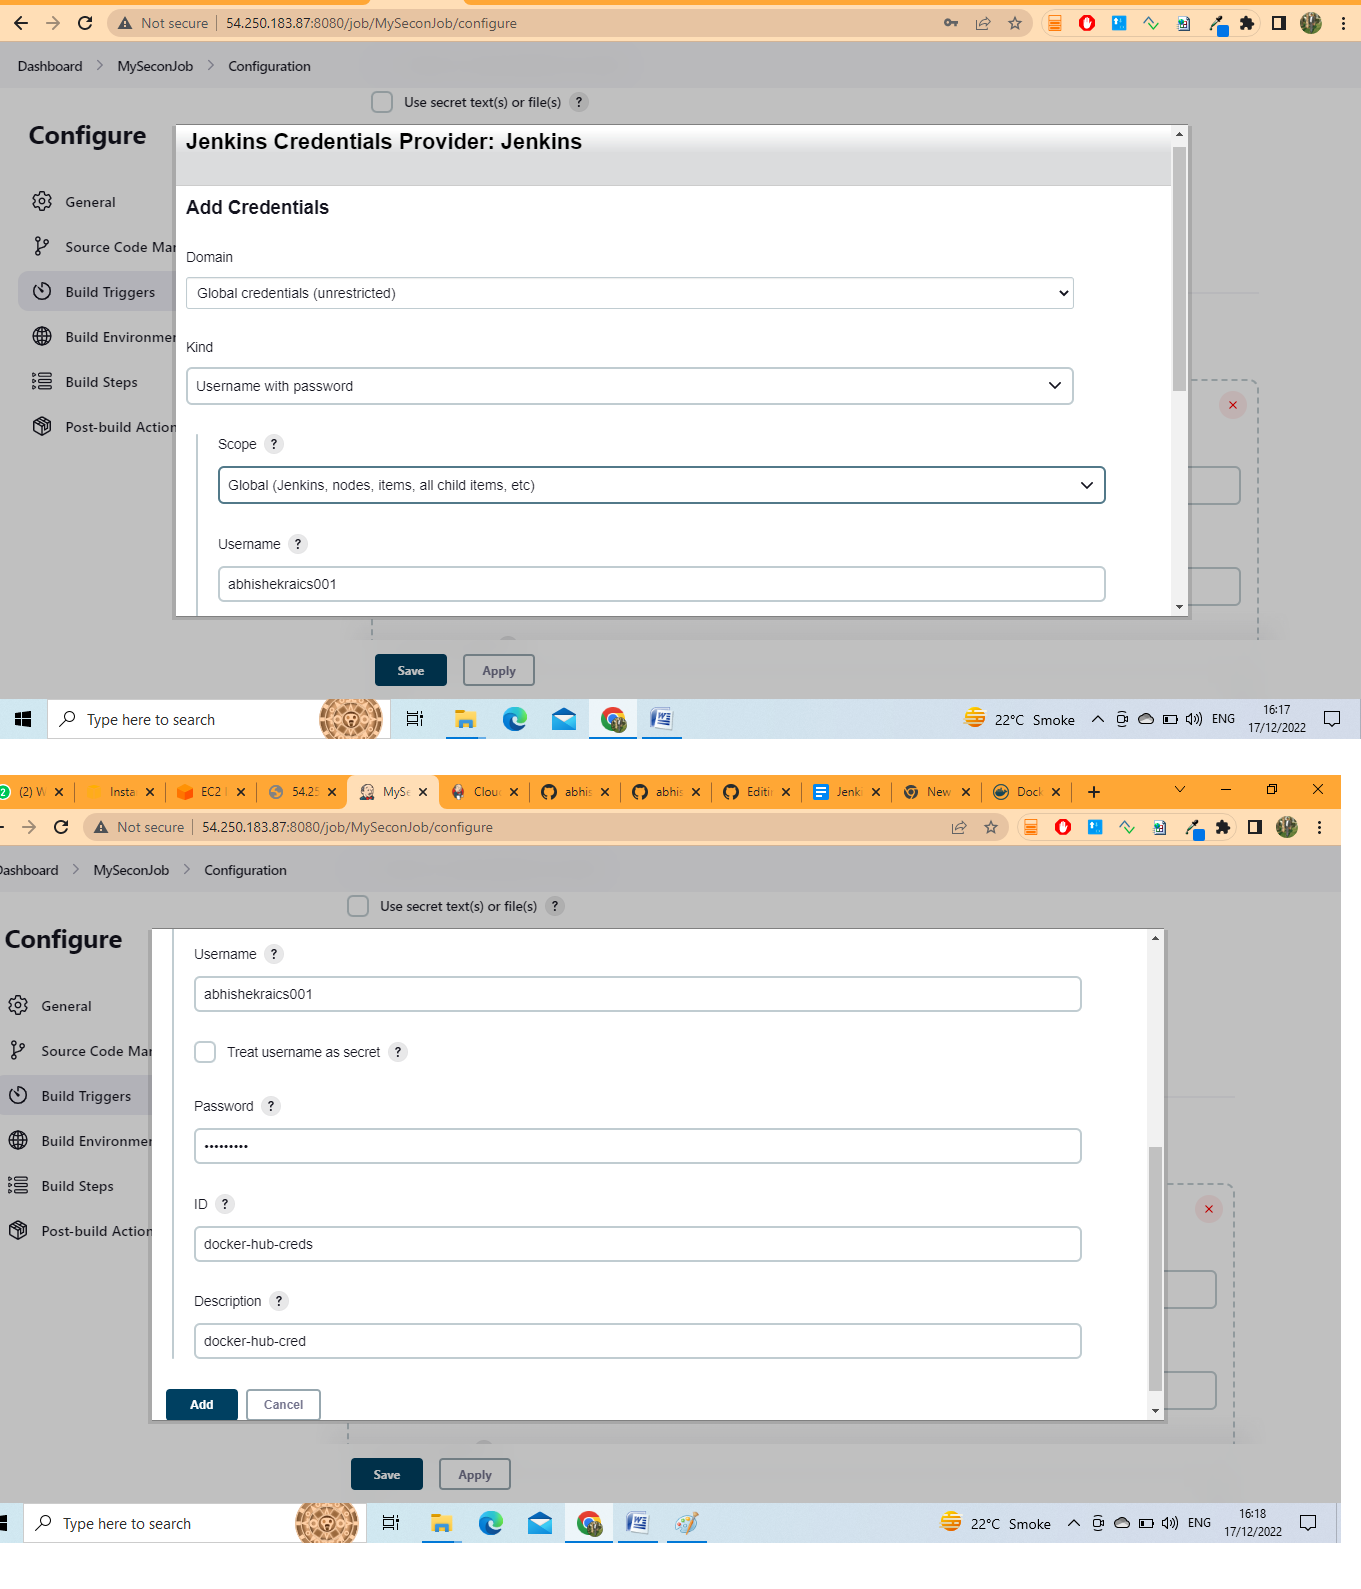 Not secure | 54.250.183.87:8080/job/MySeconJob/configure
Dashboard > MySeconJob > Configuration
Use secret text(s) or file(s) ?
Configure
Jenkins Credentials Provider: Jenkins
Add Credentials
General
Source Code Mar
Domain
Build Triggers
Global credentials (unrestricted)
Build Environmer
Kind
Build Steps
Username with password
Post-build Action
Scope ?
Global (Jenkins, nodes, items, all child items, etc)
Username ?
abhishekraics001
Save Apply
Type here to search
22°C Smoke
ENG
16:17
17/12/2022
(2) W Insta EC2 54.25 MySe Clou abhis abhis Editi Jenki New Dock
Not secure | 54.250.183.87:8080/job/MySeconJob/configure
Dashboard > MySeconJob > Configuration
Use secret text(s) or file(s) ?
Configure
Username ?
abhishekraics001
General
Source Code Mar
Treat username as secret ?
Build Triggers
Password ?
•••••••••
Build Environmer
Build Steps
ID ?
Post-build Action
docker-hub-creds
Description ?
docker-hub-cred
Add Cancel
Save Apply
Type here to search
22°C Smoke
ENG
16:18
17/12/2022